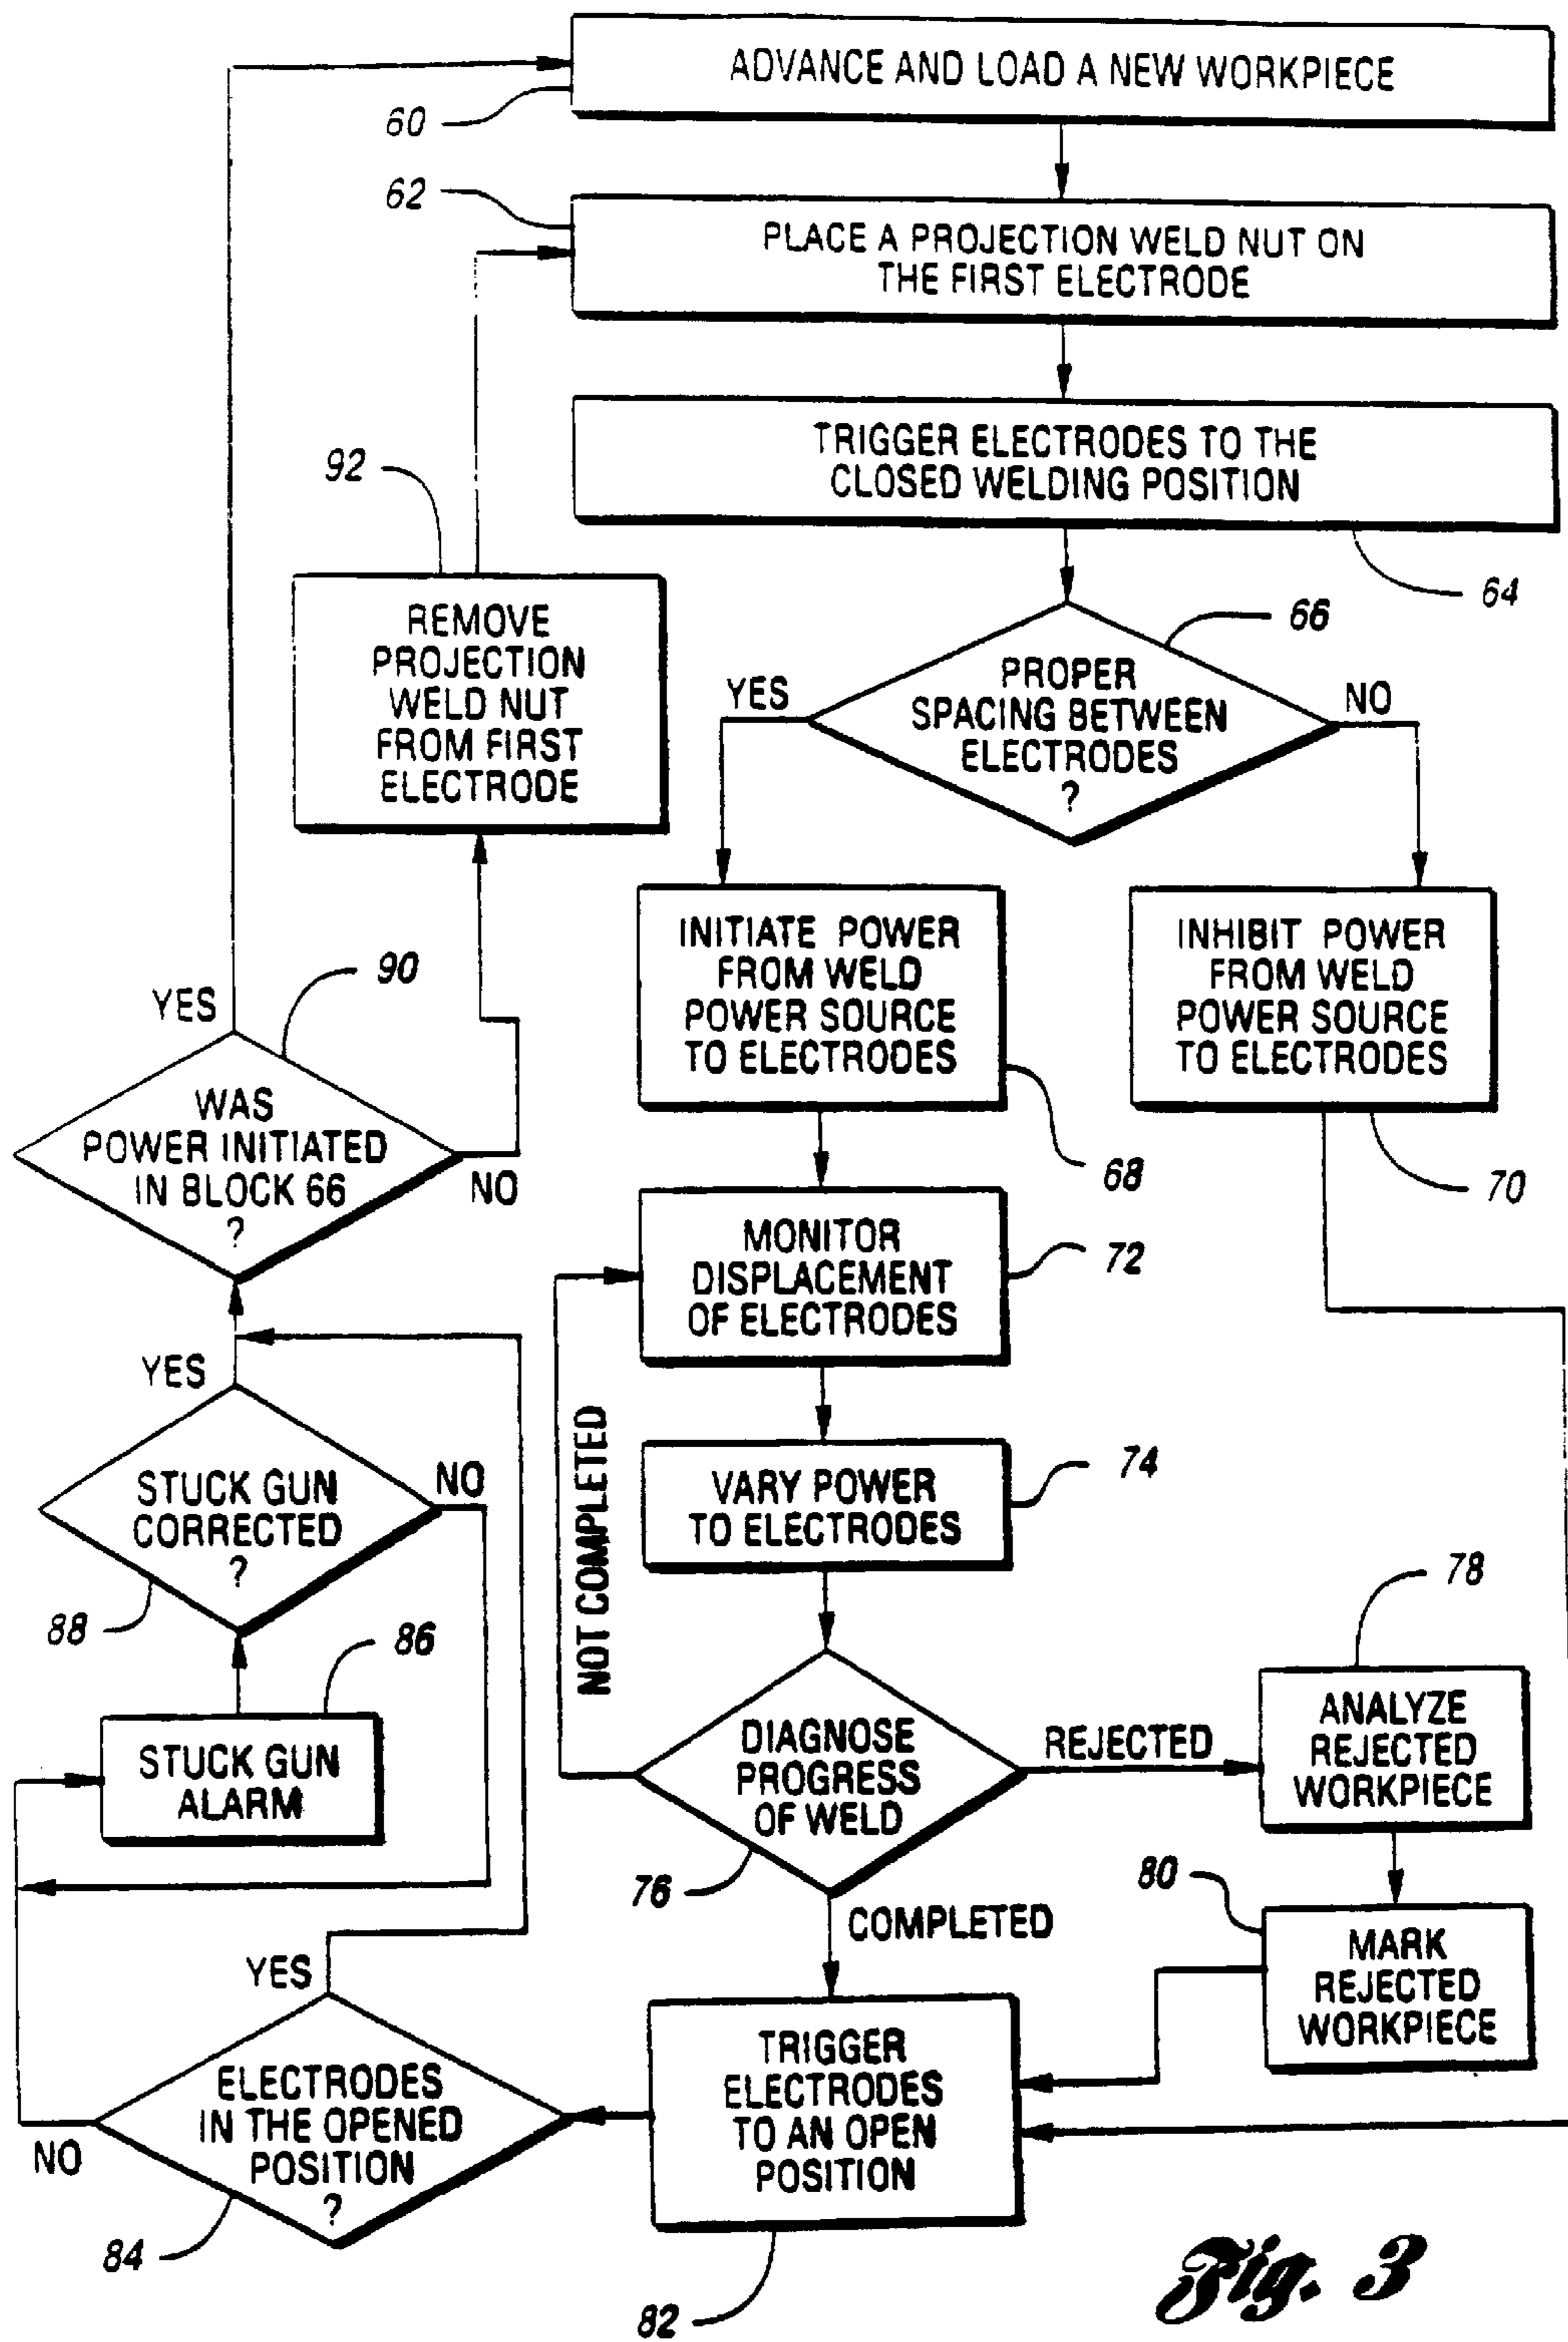 ADVANCE AND LOAD A NEW WORKPIECE
60
62
PLACE A PROJECTION WELD NUT ON
THE FIRST ELECTRODE
TRIGGER ELECTRODES TO THE
CLOSED WELDING POSITION
64
92
REMOVE
PROJECTION
WELD NUT
FROM FIRST
ELECTRODE
66
PROPER
SPACING BETWEEN
ELECTRODES
?
YES
NO
INITIATE POWER
FROM WELD
POWER SOURCE
TO ELECTRODES
68
INHIBIT POWER
FROM WELD
POWER SOURCE
TO ELECTRODES
70
YES
90
WAS
POWER INITIATED
IN BLOCK 66
?
NO
MONITOR
DISPLACEMENT
OF ELECTRODES
72
YES
STUCK GUN
CORRECTED
?
NO
88
NOT COMPLETED
VARY POWER
TO ELECTRODES
74
86
STUCK GUN
ALARM
DIAGNOSE
PROGRESS
OF WELD
76
REJECTED
78
ANALYZE
REJECTED
WORKPIECE
COMPLETED
80
MARK
REJECTED
WORKPIECE
YES
ELECTRODES
IN THE OPENED
POSITION
?
NO
84
TRIGGER
ELECTRODES
TO AN OPEN
POSITION
82
Fig. 3